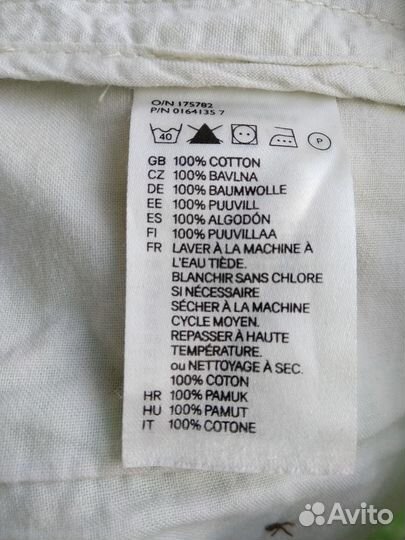 O/N 175782
P/N 0164135 7
40 P
GB 100% COTTON
CZ 100% BAVLNA
DE 100% BAUMWOLLE
EE 100% PUUVILL
ES 100% ALGODÓN
FI 100% PUUVILLAA
FR LAVER À LA MACHINE À
L'EAU TIÈDE.
BLANCHIR SANS CHLORE
SI NÉCESSAIRE
SÉCHER À LA MACHINE
CYCLE MOYEN.
REPASSER À HAUTE
TEMPÉRATURE.
ou NETTOYAGE À SEC.
100% COTON
HR 100% PAMUK
HU 100% PAMUT
IT 100% COTONE
Avito